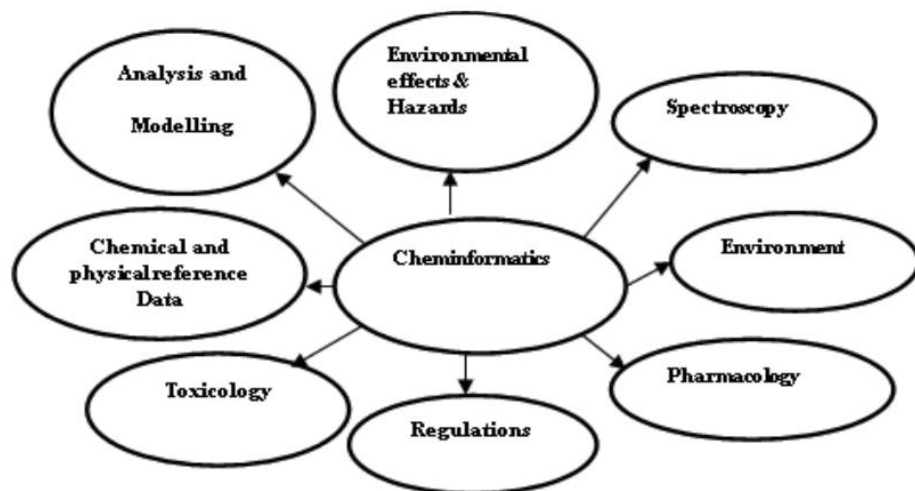 Analysis and
Modelling
Environmental
effects &
Hazards
Spectroscopy
Chemical and
physical reference
Data
Cheminformatics
Environment
Toxicology
Regulations
Pharmacology